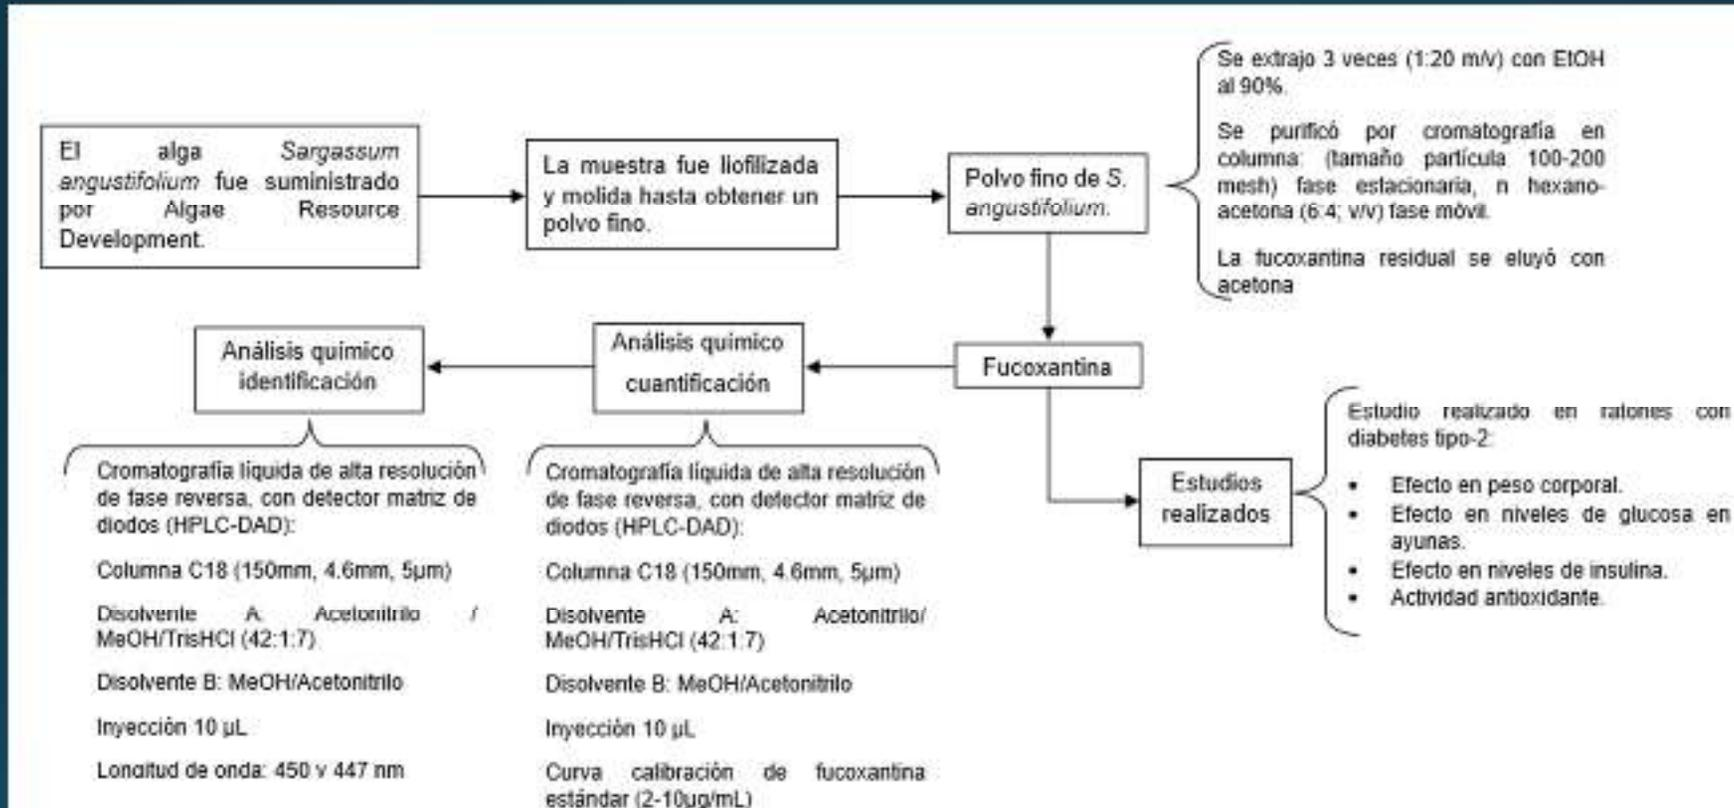 El alga Sargassum
angustifolium fue suministrado
por Algae Resource
Development.
La muestra fue liofilizada
y molida hasta obtener un
polvo fino.
Polvo fino de S.
angustifolium.
Se extrajo 3 veces (1:20 m/v) con EtOH
al 90%.
Se purificó por cromatografía en
columna: (tamaño partícula 100-200
mesh) fase estacionaria, n hexano-
acetona (6:4; v/v) fase móvil.
La fucoxantina residual se eluyó con
acetona
Fucoxantina
Análisis químico
cuantificación
Análisis químico
identificación
Cromatografía líquida de alta resolución
de fase reversa, con detector matriz de
diodos (HPLC-DAD):
Columna C18 (150mm, 4.6mm, 5µm)
Disolvente A: Acetonitrilo /
MeOH/TrisHCl (42:1:7)
Disolvente B: MeOH/Acetonitrilo
Inyección 10 µL
Longitud de onda: 450 y 447 nm
Cromatografía líquida de alta resolución
de fase reversa, con detector matriz de
diodos (HPLC-DAD):
Columna C18 (150mm, 4.6mm, 5µm)
Disolvente A: Acetonitrilo/
MeOH/TrisHCl (42:1:7)
Disolvente B: MeOH/Acetonitrilo
Inyección 10 µL
Curva calibración de fucoxantina
estándar (2-10µg/mL)
Estudios
realizados
Estudio realizado en ratones con
diabetes tipo-2:
• Efecto en peso corporal.
• Efecto en niveles de glucosa en
ayunas.
• Efecto en niveles de insulina.
• Actividad antioxidante.